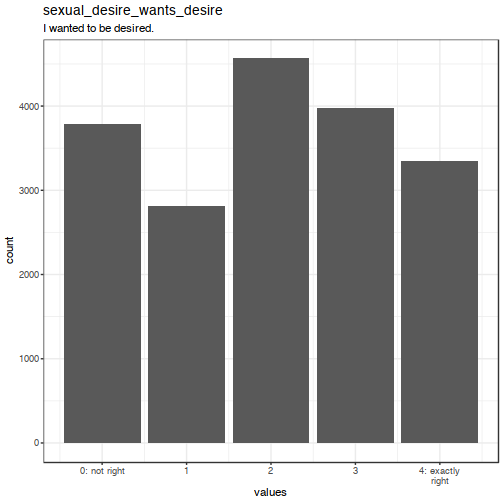 sexual_desire_wants_desire
I wanted to be desired.
4000
3000
2000
1000
0
count
0: not right
1
2
3
4: exactly
right
values